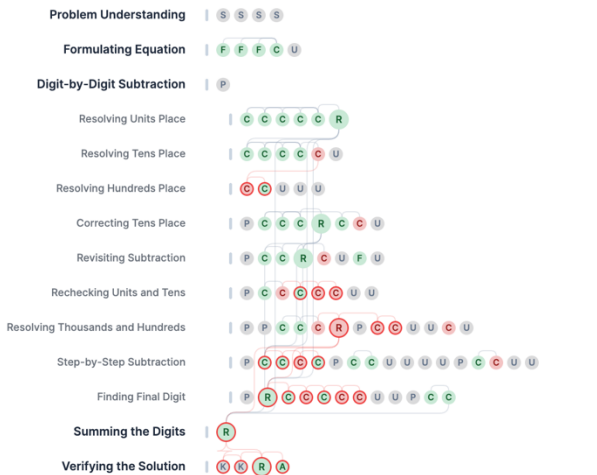 Problem Understanding S S S S
Formulating Equation F F F C U
Digit-by-Digit Subtraction P
Resolving Units Place C C C C C R
Resolving Tens Place C C C C C U
Resolving Hundreds Place C C U U U
Correcting Tens Place P C C C R C C U
Revisiting Subtraction P C C R C U F U
Rechecking Units and Tens P C C C C C U U
Resolving Thousands and Hundreds P P C C C R P C C U U C U
Step-by-Step Subtraction P C C C C P C C U U U U P C C U U
Finding Final Digit P R C C C C C U U P C C
Summing the Digits R
Verifying the Solution K K R A